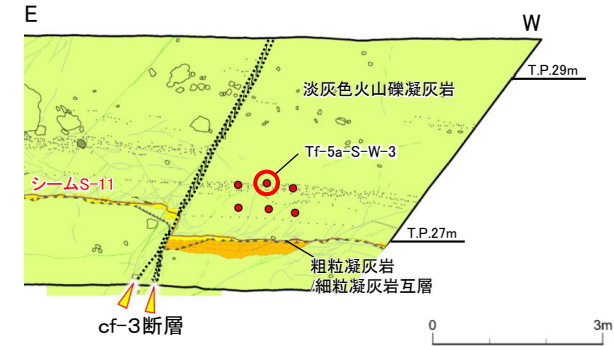 E
W
T.P.29m
淡灰色火山礫凝灰岩
Tf-5a-S-W-3
シームS-11
T.P.27m
粗粒凝灰岩
/細粒凝灰岩互層
cf-3断層
0
3m